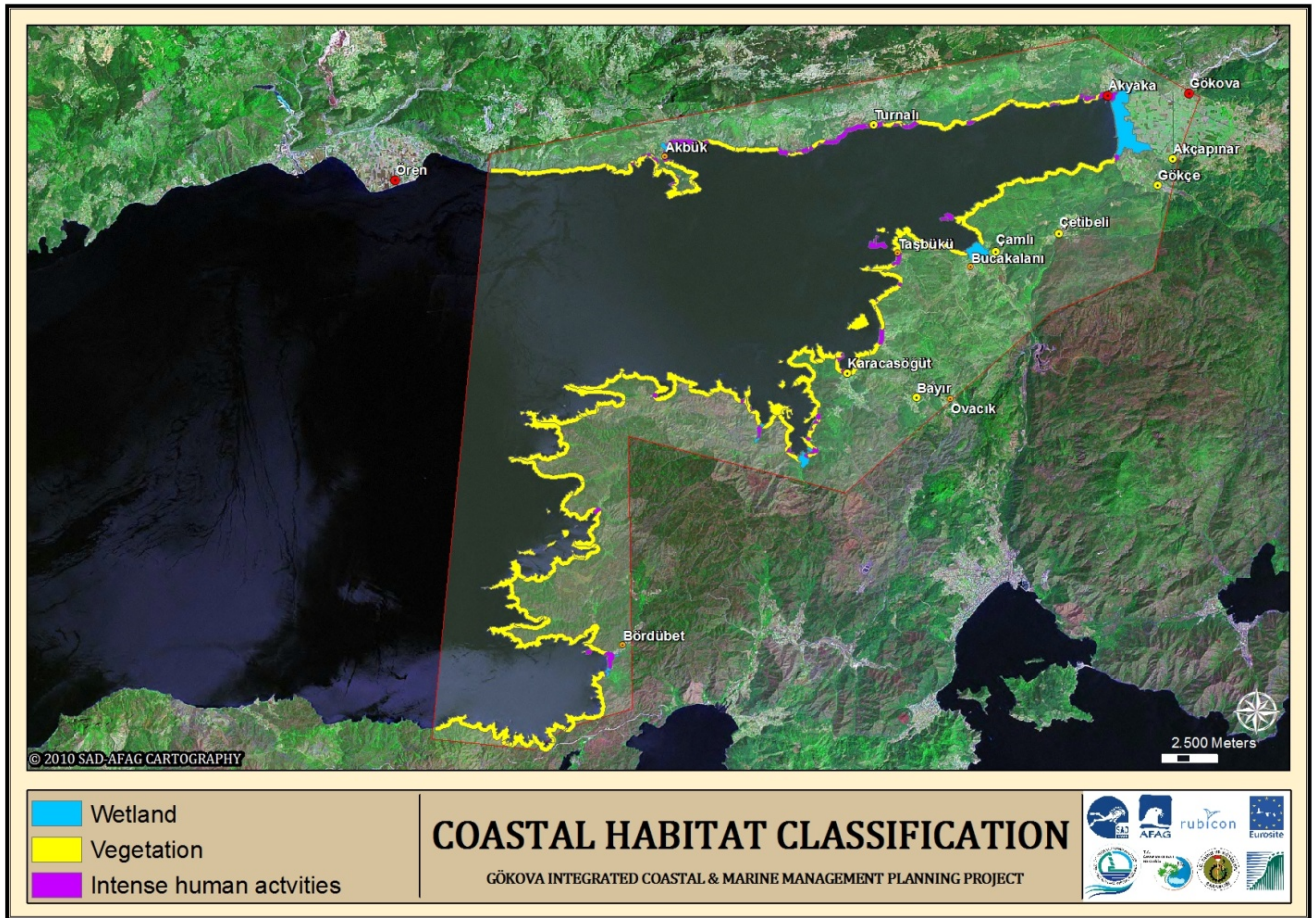 Akyaka
Gökova
Turnalı
Akbük
Akçapınar
Ören
Gökçe
Çetibeli
Taşbükü
Çamlı
Bucakalanı
Karacasögüt
Bayır
Ovacık
Bördübet
2.500 Meters
© 2010 SAD-AFAG CARTOGRAPHY
Wetland
Vegetation
Intense human actvities
COASTAL HABITAT CLASSIFICATION
GÖKOVA INTEGRATED COASTAL & MARINE MANAGEMENT PLANNING PROJECT
SAD
AFAG
rubicon
Eurosite